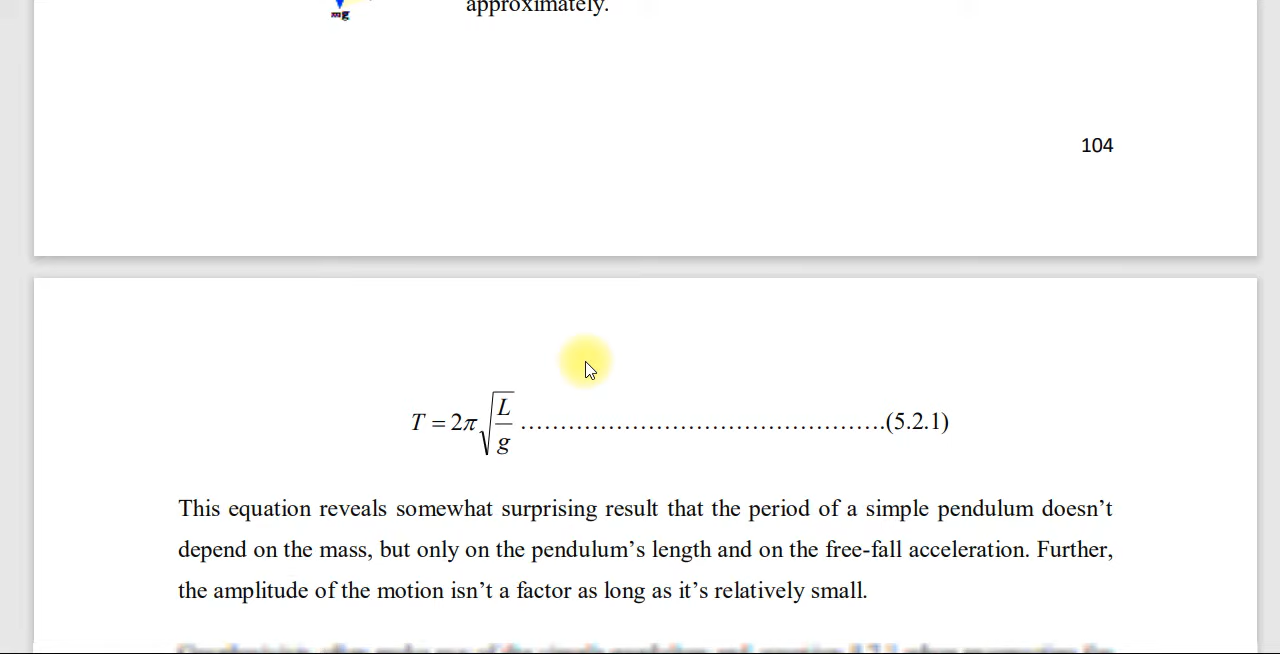 mg
approximately.
104
T = 2π√(L/g) ………………………………………(5.2.1)
This equation reveals somewhat surprising result that the period of a simple pendulum doesn’t
depend on the mass, but only on the pendulum’s length and on the free-fall acceleration. Further,
the amplitude of the motion isn’t a factor as long as it’s relatively small.